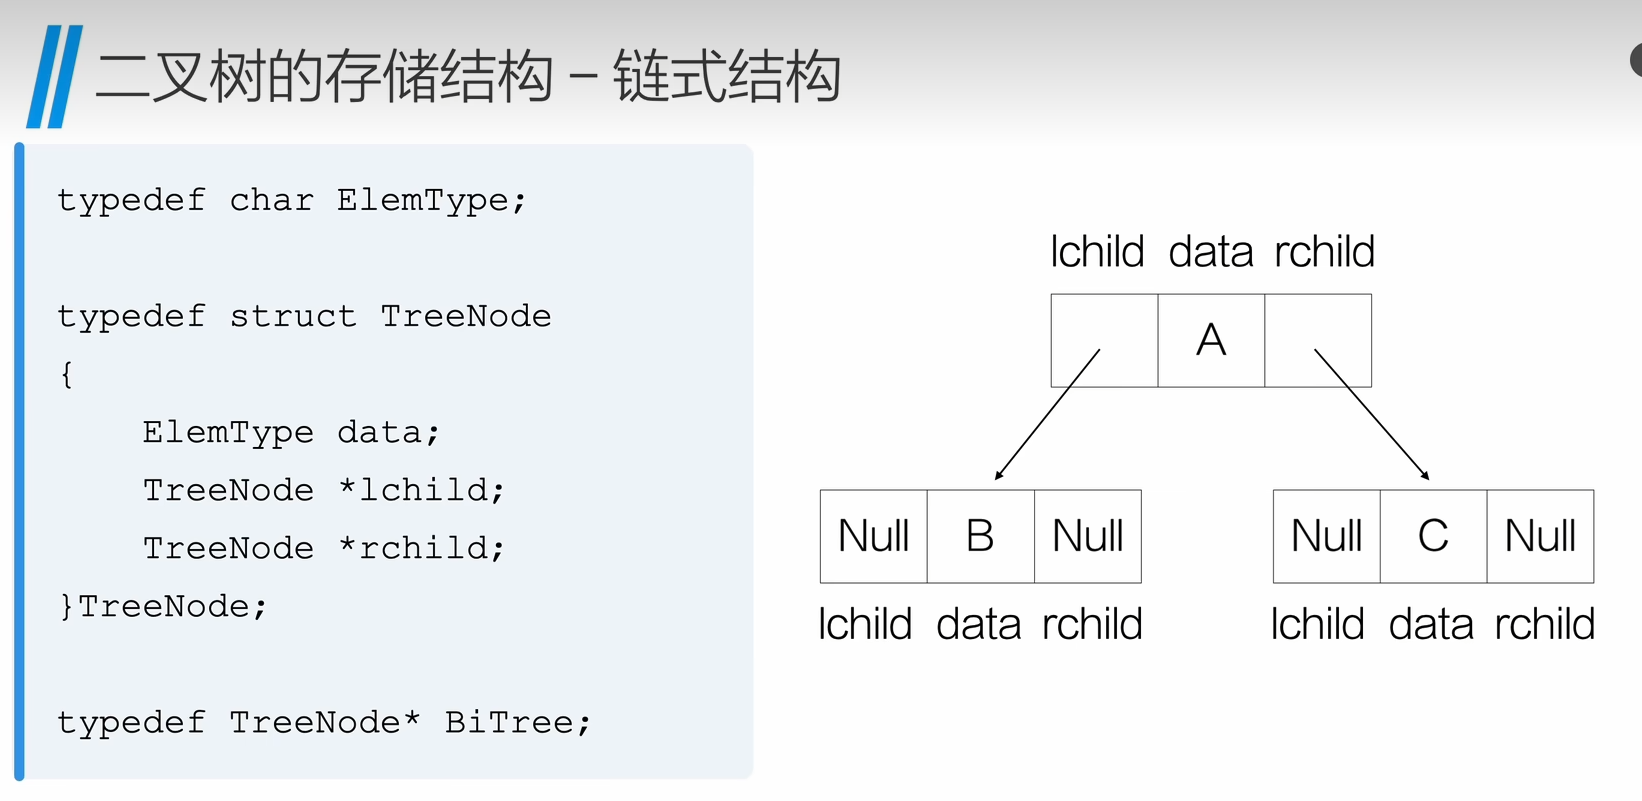 二叉树的存储结构 – 链式结构
typedef char ElemType;
typedef struct TreeNode
{
    ElemType data;
    TreeNode *lchild;
    TreeNode *rchild;
}TreeNode;
typedef TreeNode* BiTree;
lchild data rchild
A
Null B Null Null C Null
lchild data rchild lchild data rchild